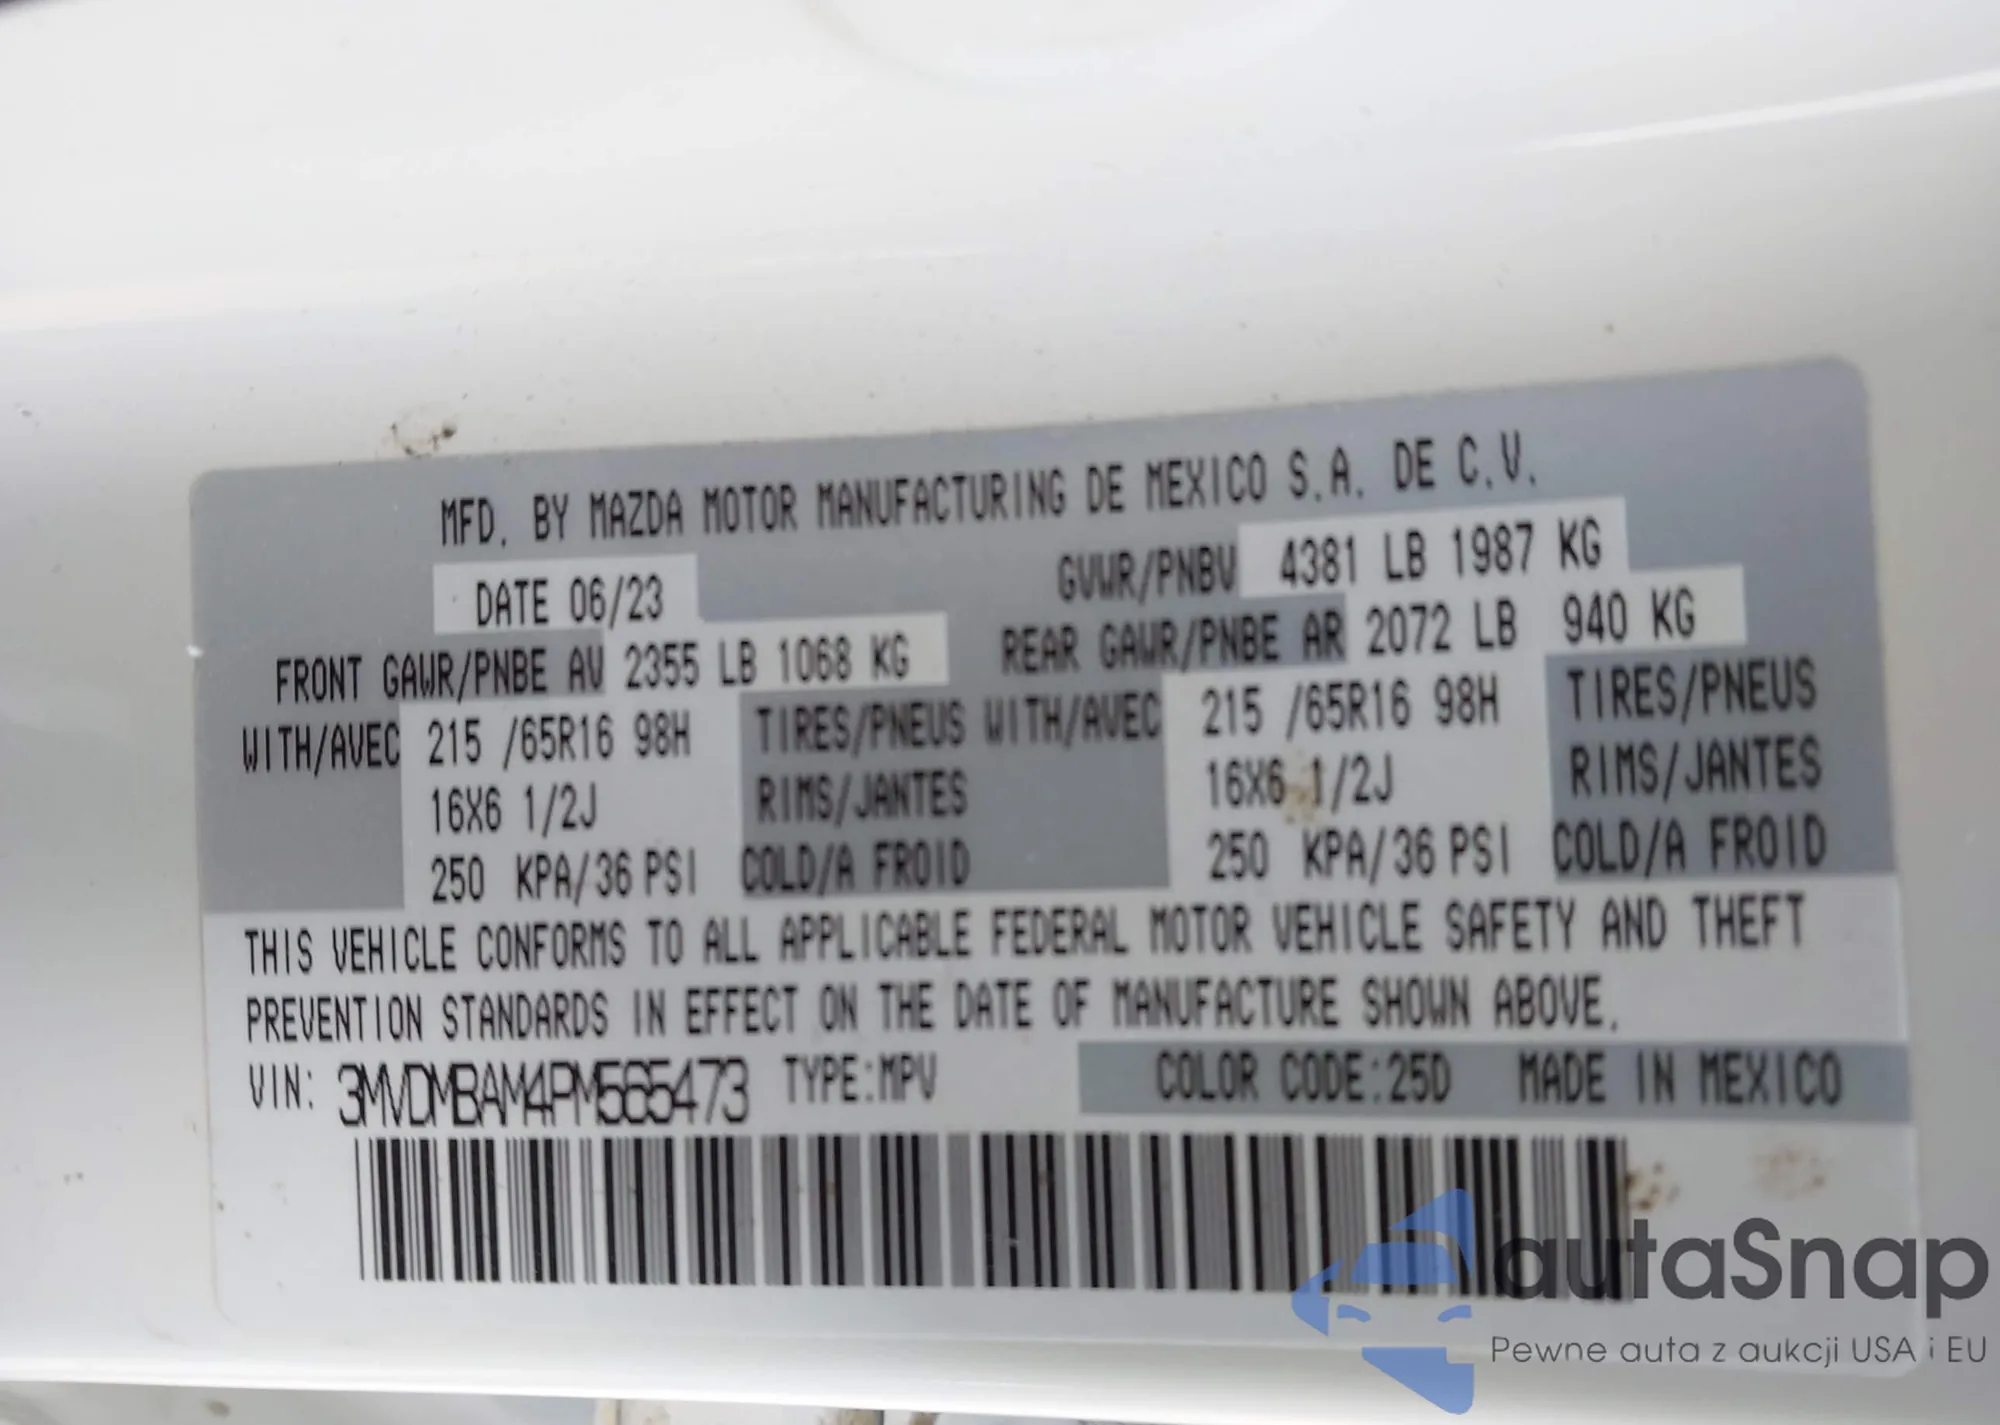 MFD. BY MAZDA MOTOR MANUFACTURING DE MEXICO S.A. DE C.V.
DATE 06/23 GVWR/PNBV 4381 LB 1987 KG
FRONT GAWR/PNBE AV 2355 LB 1068 KG REAR GAWR/PNBE AR 2072 LB 940 KG
WITH/AVEC 215 /65R16 98H TIRES/PNEUS WITH/AVEC 215 /65R16 98H TIRES/PNEUS
16X6 1/2J RIMS/JANTES 16X6 1/2J RIMS/JANTES
250 KPA/36 PSI COLD/A FROID 250 KPA/36 PSI COLD/A FROID
THIS VEHICLE CONFORMS TO ALL APPLICABLE FEDERAL MOTOR VEHICLE SAFETY AND THEFT
PREVENTION STANDARDS IN EFFECT ON THE DATE OF MANUFACTURE SHOWN ABOVE.
VIN: 3MVDMBAM4PM565473 TYPE:MPV COLOR CODE:25D MADE IN MEXICO
autaSnap
Pewne auta z aukcji USA i EU